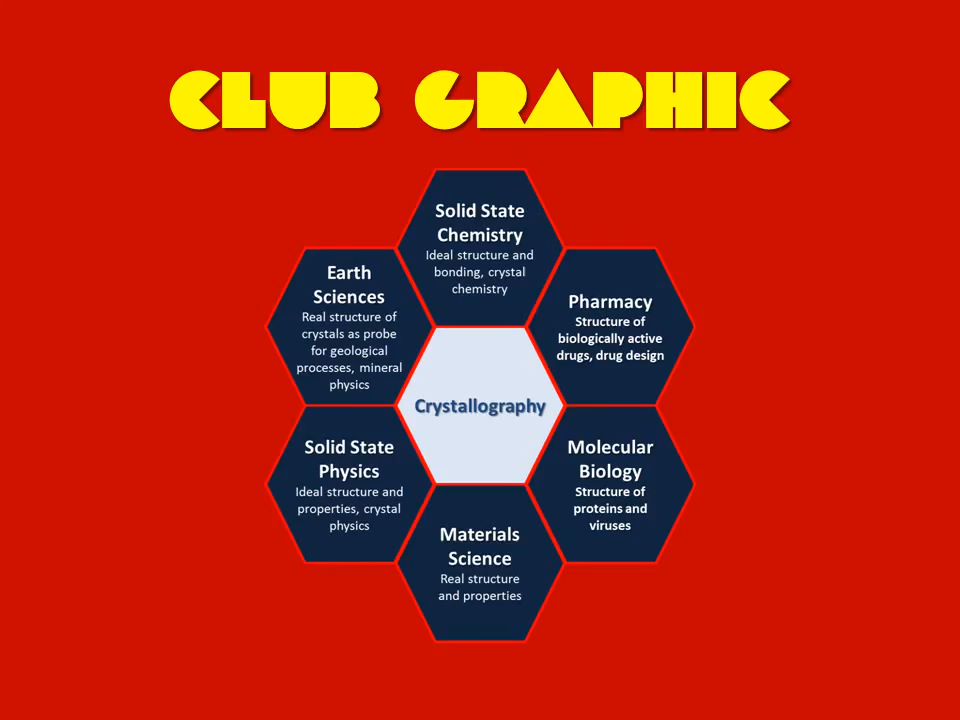 CLUB GRAPHIC
Solid State
Chemistry
Ideal structure and
bonding, crystal
chemistry
Earth
Sciences
Real structure of
crystals as probe
for geological
processes, mineral
physics
Pharmacy
Structure of
biologically active
drugs, drug design
Crystallography
Solid State
Physics
Ideal structure and
properties, crystal
physics
Molecular
Biology
Structure of
proteins and
viruses
Materials
Science
Real structure
and properties